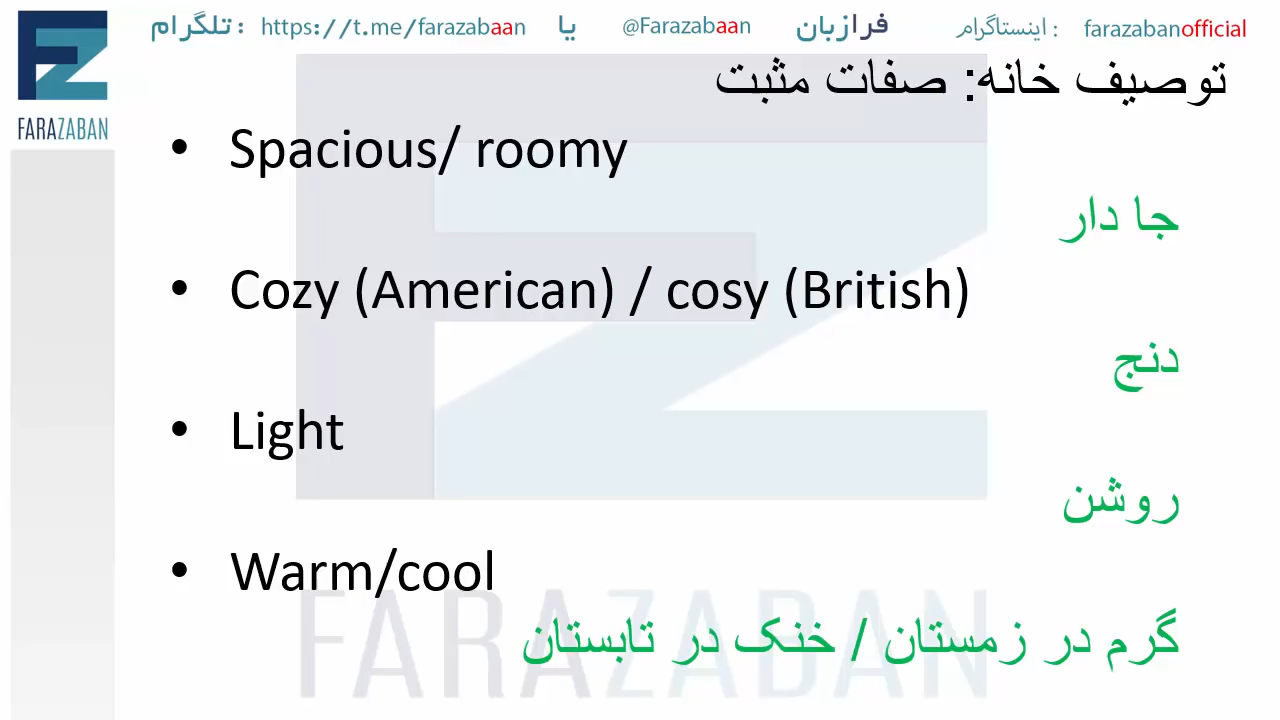 تلگرام : https://t.me/farazabaan یا @Farazabaan فرازبان اینستاگرام : farazabanofficial
FARAZABAN
توصیف خانه: صفات مثبت
• Spacious/ roomy
جا دار
• Cozy (American) / cosy (British)
دنج
• Light
روشن
• Warm/cool
گرم در زمستان / خنک در تابستان
FARAZABAN